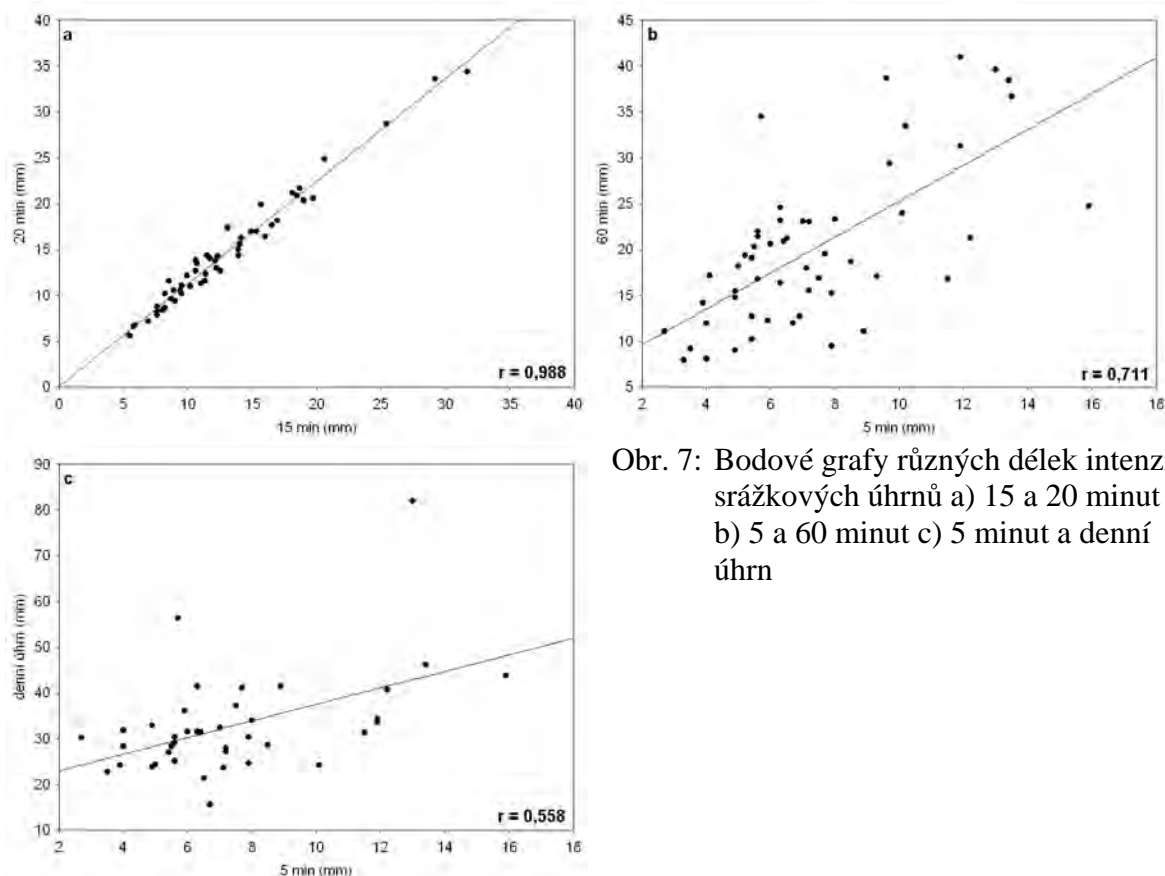 a
40
35
30
25
20
15
10
5
0
20 min (mm)
0 5 10 15 20 25 30 35 40
15 min (mm)
r = 0,988
b
45
40
35
30
25
20
15
10
5
60 min (mm)
2 4 6 8 10 12 14 16 18
5 min (mm)
r = 0,711
c
90
80
70
60
50
40
30
20
10
denní úhrn (mm)
2 4 6 8 10 12 14 16 18
5 min (mm)
r = 0,558
Obr. 7: Bodové grafy různých délek intenz
srážkových úhrnů a) 15 a 20 minut
b) 5 a 60 minut c) 5 minut a denní
úhrn